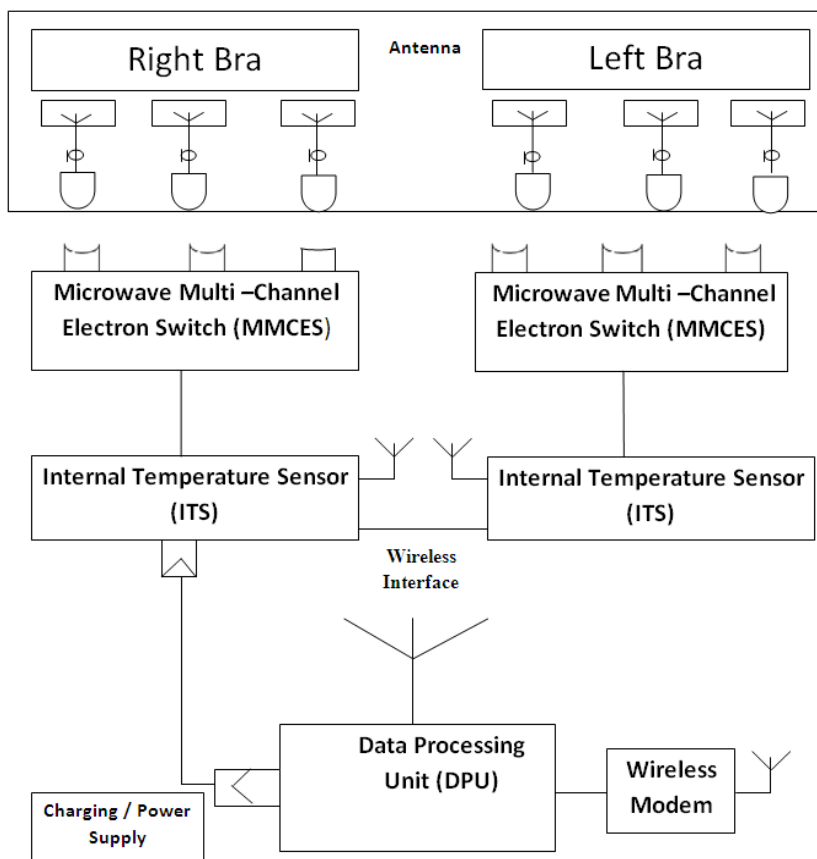 Right Bra
Antenna
Left Bra
Microwave Multi –Channel
Electron Switch (MMCES)
Microwave Multi –Channel
Electron Switch (MMCES)
Internal Temperature Sensor
(ITS)
Internal Temperature Sensor
(ITS)
Wireless
Interface
Data Processing
Unit (DPU)
Wireless
Modem
Charging / Power
Supply